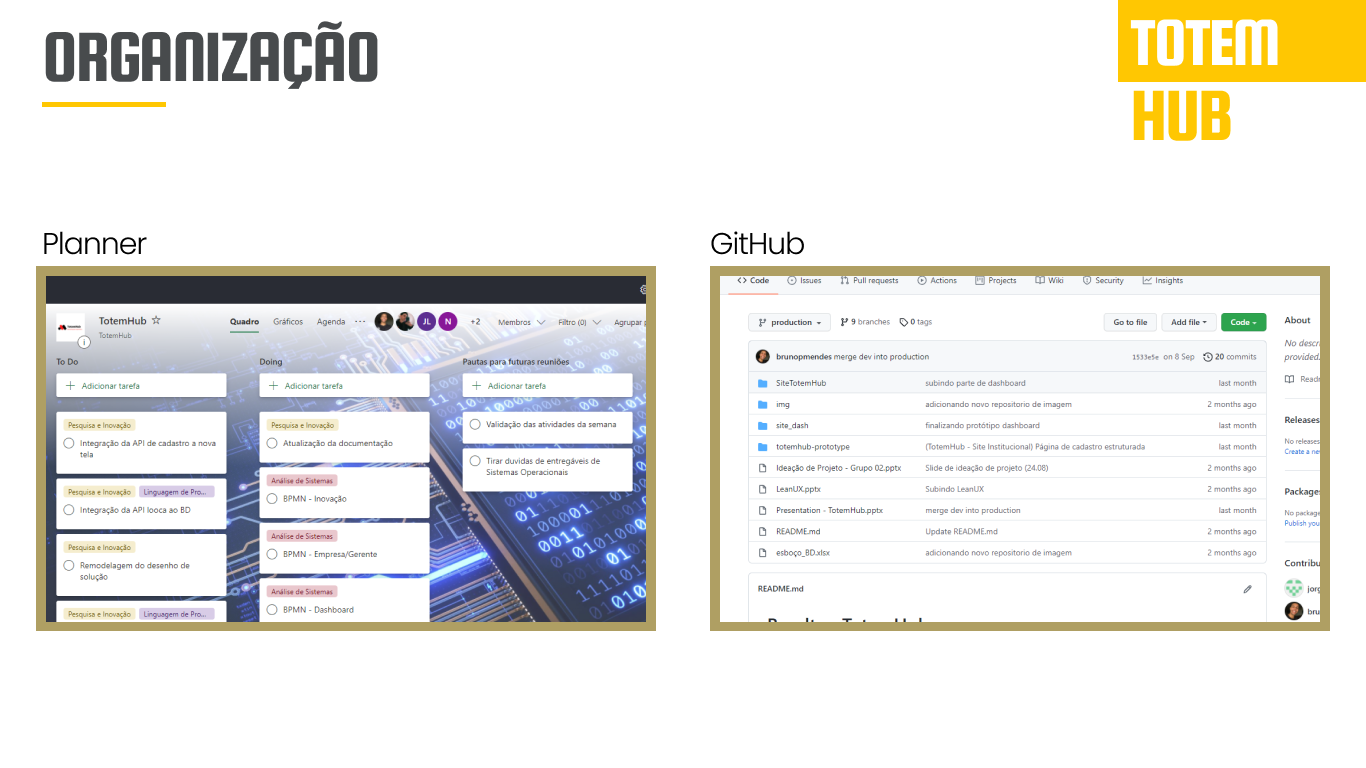 ORGANIZAÇÃO
TOTEM
HUB
Planner
TotemHub
TotemHub
Quadro Gráficos Agenda ··· JL N +2 Membros Filtro (0) Agrupar
To Do
Adicionar tarefa
Pesquisa e Inovação
Integração da API de cadastro a nova
tela
Pesquisa e Inovação Linguagem de Pro...
Integração da API looca ao BD
Pesquisa e Inovação
Remodelagem do desenho de
solução
Pesquisa e Inovação Linguagem de Pro...
Doing
Adicionar tarefa
Pesquisa e Inovação
Atualização da documentação
Análise de Sistemas
BPMN - Inovação
Análise de Sistemas
BPMN - Empresa/Gerente
Análise de Sistemas
BPMN - Dashboard
Pautas para futuras reuniões
Adicionar tarefa
Validação das atividades da semana
Tirar duvidas de entregáveis de
Sistemas Operacionais
GitHub
Code Issues Pull requests Actions Projects Wiki Security Insights
production 9 branches 0 tags Go to file Add file Code
brunopmendes merge dev into production 1533e5e on 8 Sep 20 commits
SiteTotemHub subindo parte de dashboard last month
img adicionando novo repositorio de imagem 2 months ago
site_dash finalizando protótipo dashboard last month
totemhub-prototype (TotemHub - Site Institucional) Página de cadastro estruturada last month
Ideação de Projeto - Grupo 02.pptx Slide de ideação de projeto (24.08) 2 months ago
LeanUX.pptx Subindo LeanUX 2 months ago
Presentation - TotemHub.pptx merge dev into production last month
README.md Update README.md 2 months ago
esboço_BD.xlsx adicionando novo repositorio de imagem 2 months ago
README.md
About
No descr
provided.
Readm
Releases
No releases
Create a ne
Packages
No package
Publish you
Contribu
jorg
bru